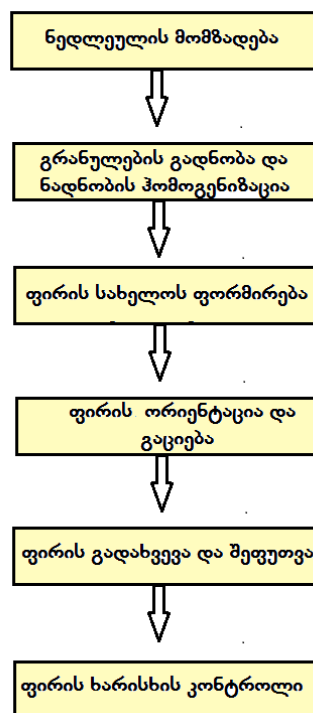 ნედლეულის მომზადება
გრანულების გადნობა და
ნადნობის ჰომოგენიზაცია
ფირის სახელოს ფორმირება
ფირის ორიენტაცია და
გაციება
ფირის გადახვევა და შეფუთვა
ფირის ხარისხის კონტროლი